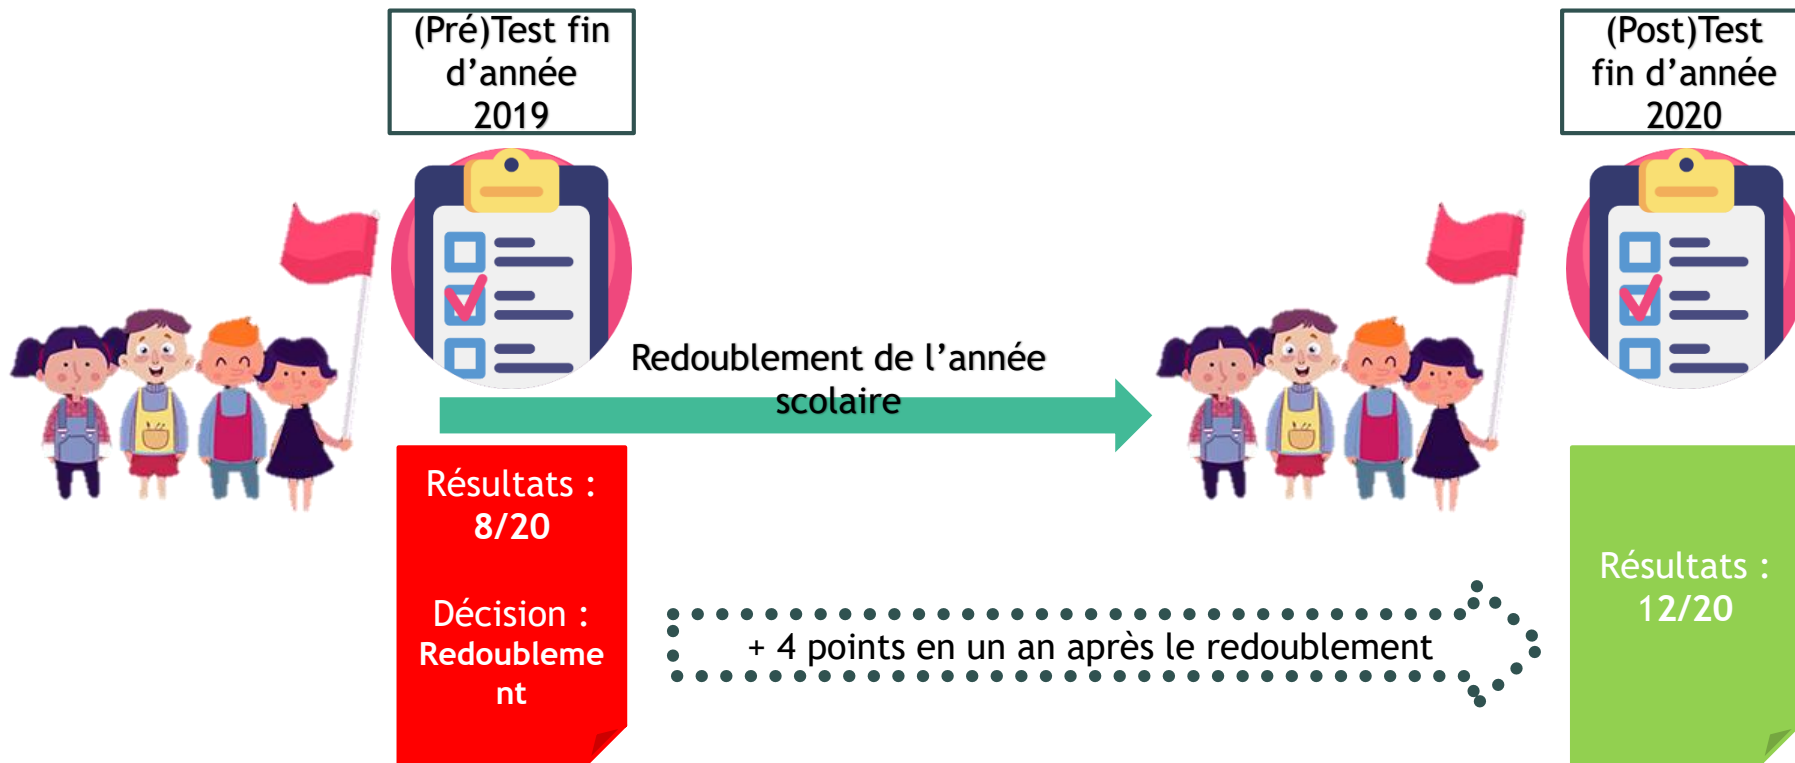 (Pré)Test fin
d’année
2019
(Post)Test
fin d’année
2020
Redoublement de l’année
scolaire
Résultats :
8/20
Décision :
Redoubleme
nt
+ 4 points en un an après le redoublement
Résultats :
12/20